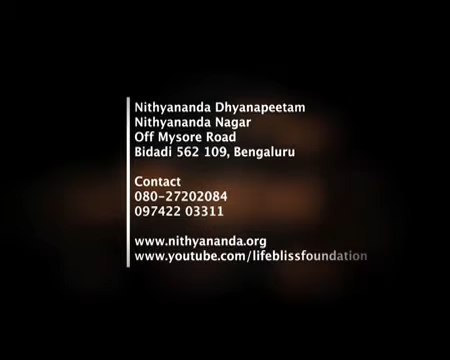 Nithyananda Dhyanapeetam
Nithyananda Nagar
Off Mysore Road
Bidadi 562 109, Bengaluru
Contact
080-27202084
097422 03311
www.nithyananda.org
www.youtube.com/lifeblissfoundation